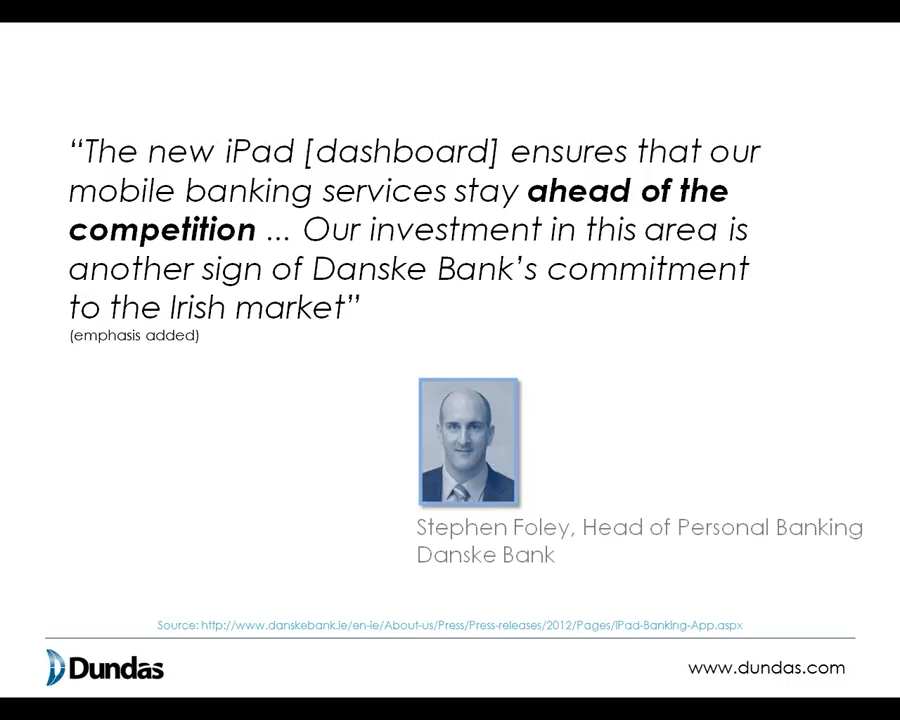 “The new iPad [dashboard] ensures that our
mobile banking services stay ahead of the
competition ... Our investment in this area is
another sign of Danske Bank’s commitment
to the Irish market”
(emphasis added)
Stephen Foley, Head of Personal Banking
Danske Bank
Source: http://www.danskebank.ie/en-ie/About-us/Press/Press-releases/2012/Pages/iPad-Banking-App.aspx
Dundas
www.dundas.com